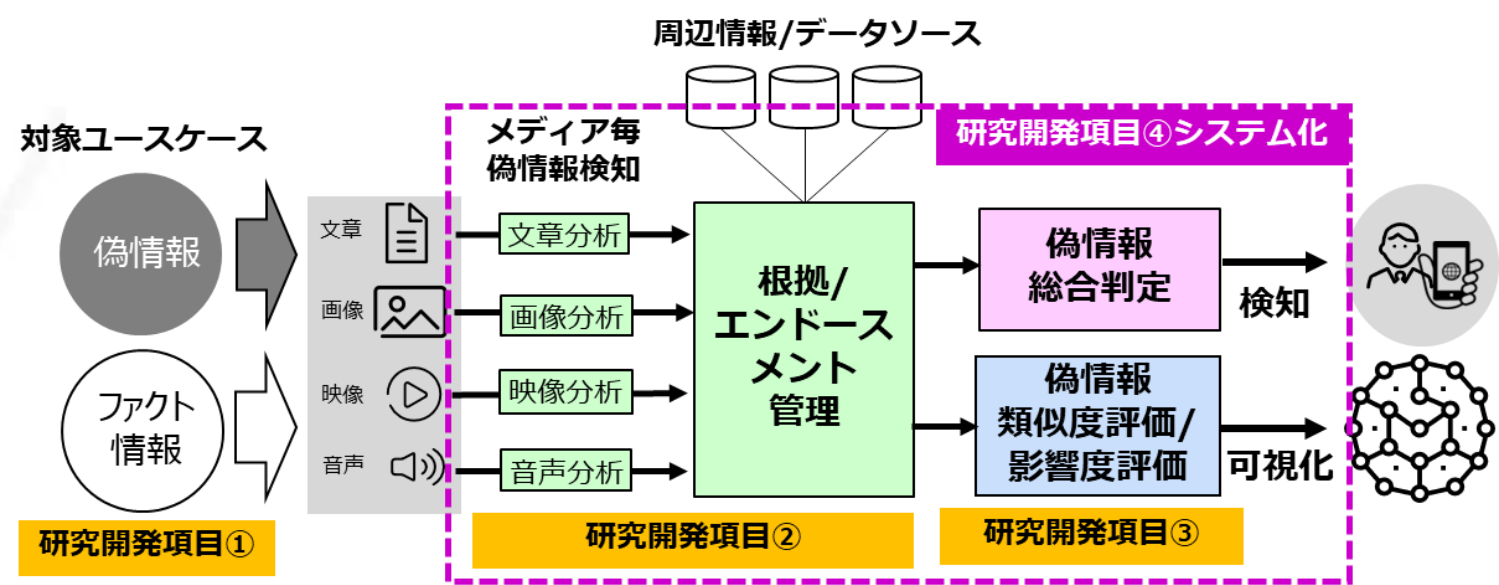 周辺情報/データソース
対象ユースケース
メディア毎
偽情報検知
研究開発項目④システム化
偽情報
ファクト
情報
文章
画像
映像
音声
文章分析
画像分析
映像分析
音声分析
根拠/
エンドース
メント
管理
偽情報
総合判定
検知
偽情報
類似度評価/
影響度評価
可視化
研究開発項目①
研究開発項目②
研究開発項目③